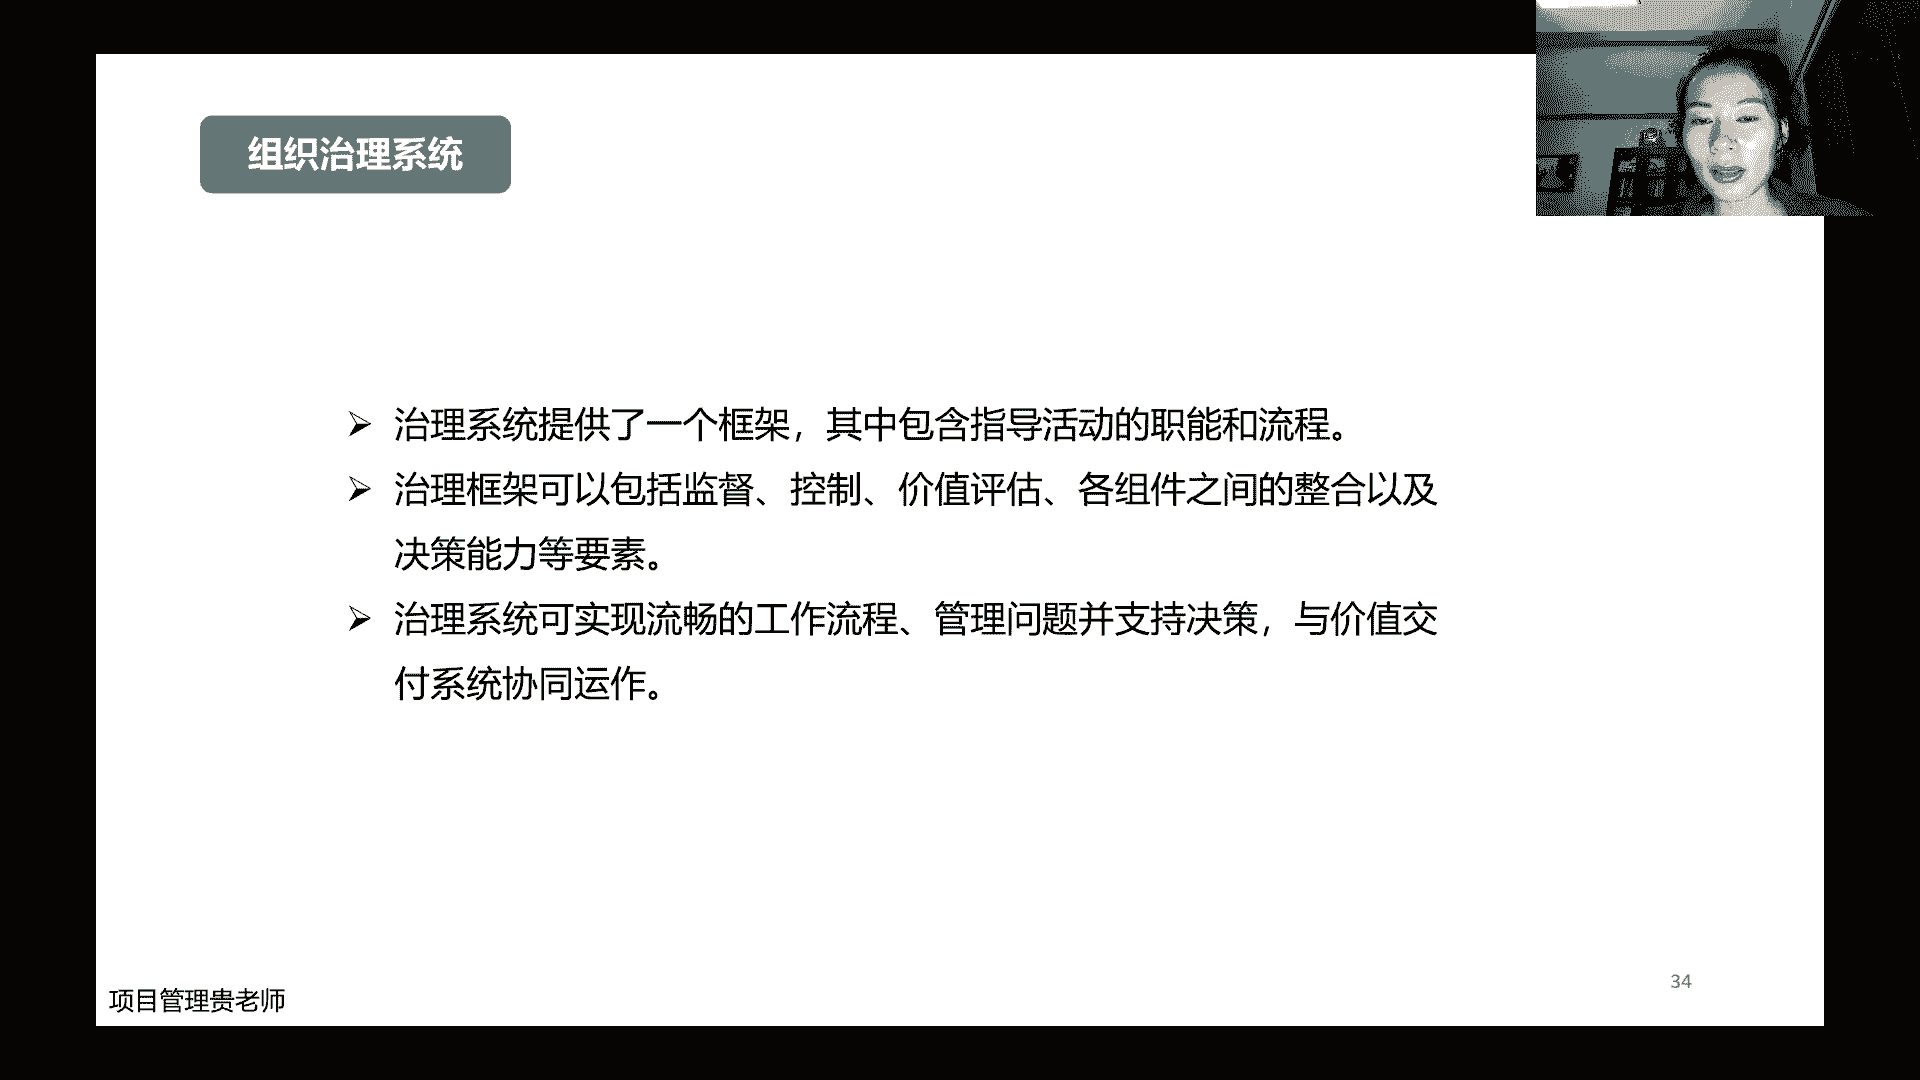 组织治理系统
➢ 治理系统提供了一个框架，其中包含指导活动的职能和流程。
➢ 治理框架可以包括监督、控制、价值评估、各组件之间的整合以及
决策能力等要素。
➢ 治理系统可实现流畅的工作流程、管理问题并支持决策，与价值交
付系统协同运作。
34
项目管理贵老师